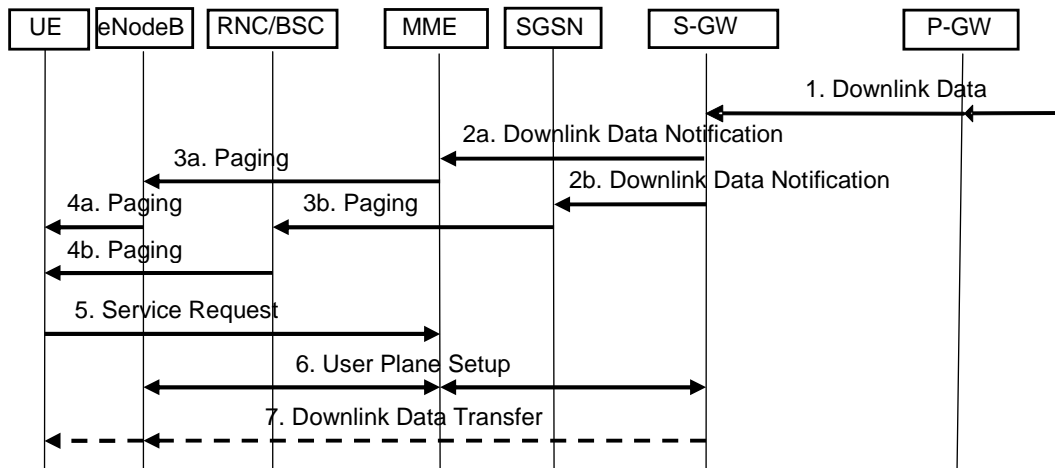 UE eNodeB RNC/BSC MME SGSN S-GW P-GW
1. Downlink Data
2a. Downlink Data Notification
3a. Paging
2b. Downlink Data Notification
4a. Paging 3b. Paging
4b. Paging
5. Service Request
6. User Plane Setup
7. Downlink Data Transfer